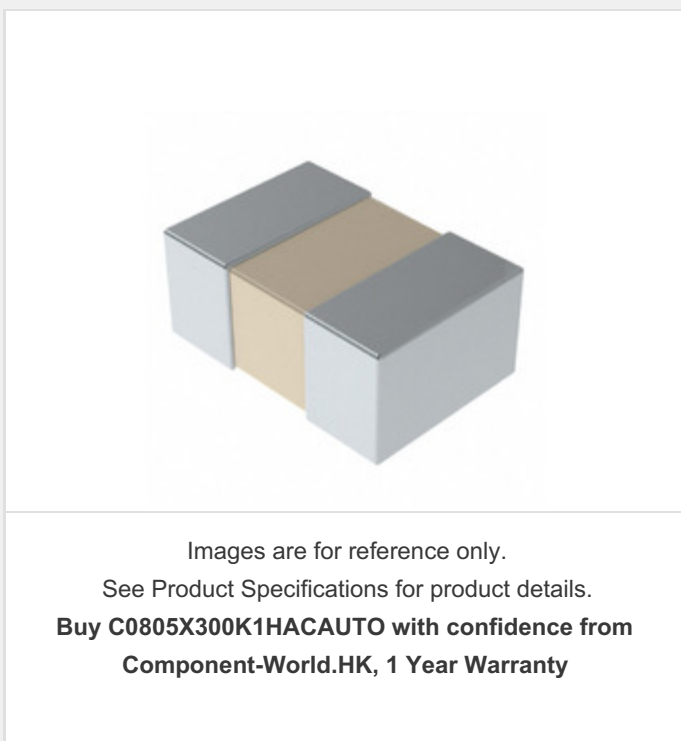 Images are for reference only.
See Product Specifications for product details.
Buy C0805X300K1HACAUTO with confidence from
Component-World.HK, 1 Year Warranty